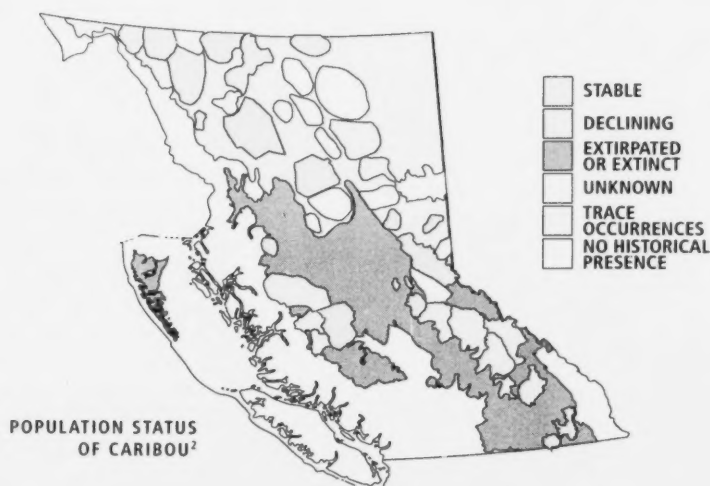 STABLE
DECLINING
EXTIRPATED
OR EXTINCT
UNKNOWN
TRACE
OCCURRENCES
NO HISTORICAL
PRESENCE
POPULATION STATUS
OF CARIBOU²